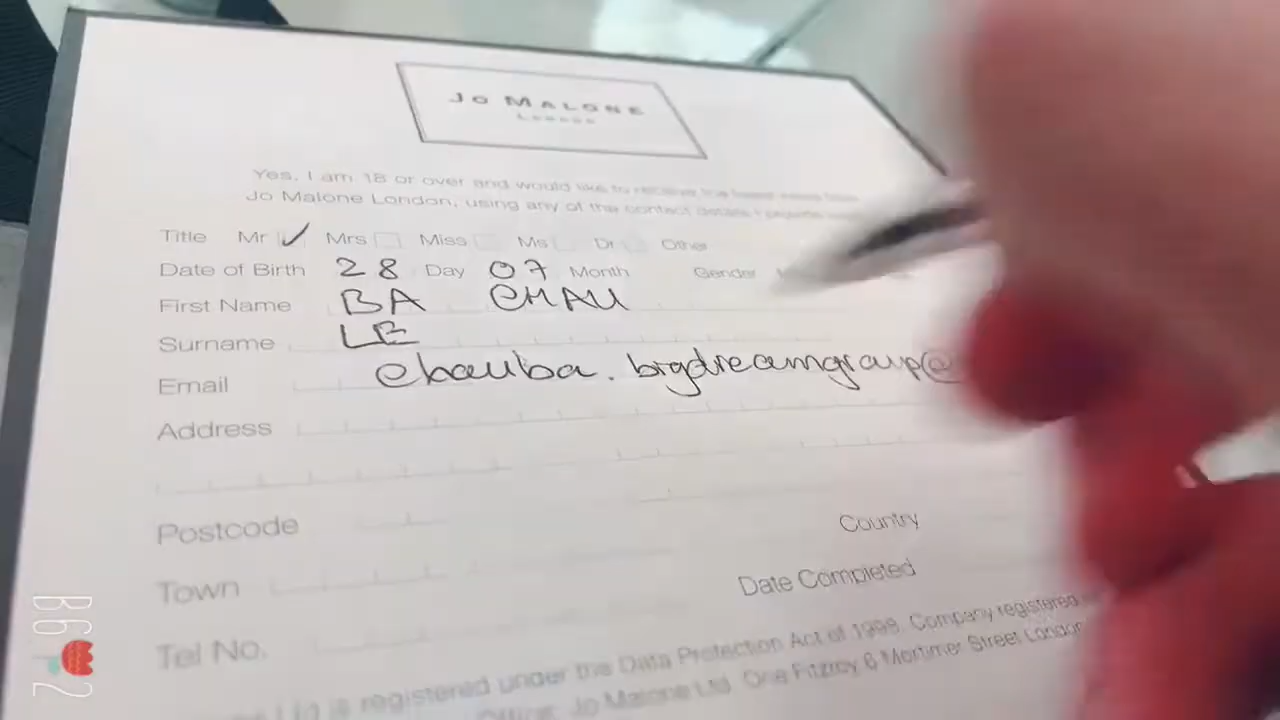 JO MALONE
LONDON
Yes, I am 18 or over and would like to receive the latest news from
Jo Malone London, using any of the contact details I
Title Mr ✓ Mrs Miss Ms Dr Other
Date of Birth 28 Day 07 Month Gender
First Name BA CHAU
Surname LE
Email chauba.bigdreamgroup@
Address
Postcode
Country
Town
Date Completed
Tel No.
Ltd is registered under the Data Protection Act of 1998. Company registered
Office: Jo Malone Ltd. One Fitzroy 6 Mortimer Street London
B612